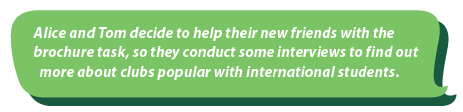 Alice and Tom decide to help their new friends with the
brochure task, so they conduct some interviews to find out
more about clubs popular with international students.